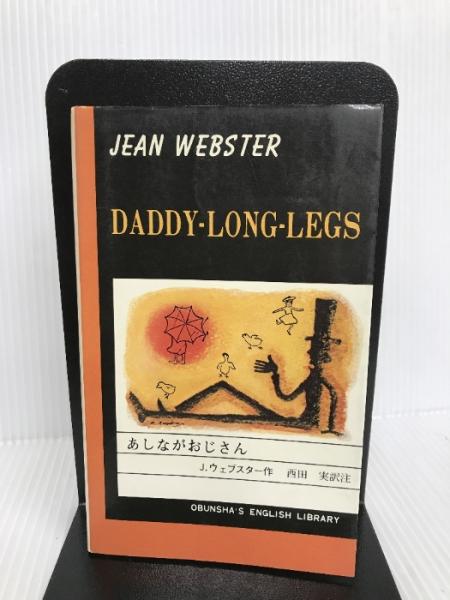 JEAN WEBSTER
DADDY-LONG-LEGS
あしながおじさん
J.ウェブスター作 西田 実訳注
OBUNSHA'S ENGLISH LIBRARY